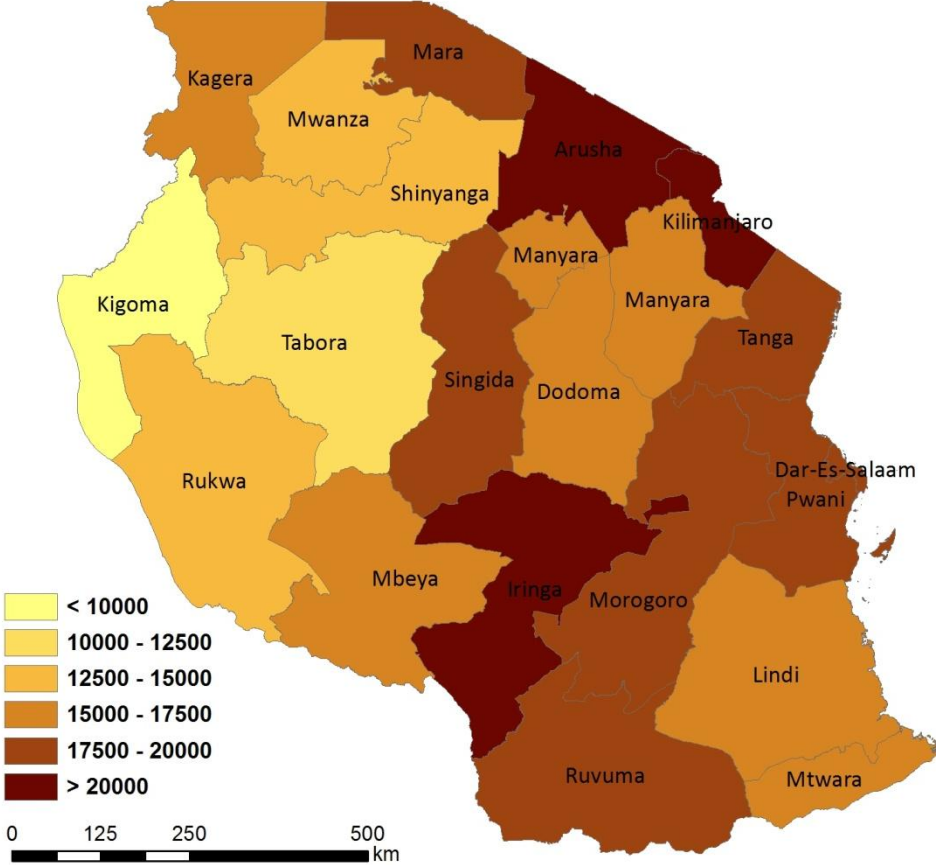 Mara
Kagera
Mwanza
Arusha
Shinyanga
Kilimanjaro
Manyara
Manyara
Kigoma
Tabora
Tanga
Singida
Dodoma
Rukwa
Dar-Es-Salaam
Pwani
Mbeya
Iringa
Morogoro
Lindi
Ruvuma
Mtwara
< 10000
10000 - 12500
12500 - 15000
15000 - 17500
17500 - 20000
> 20000
0 125 250 500
km